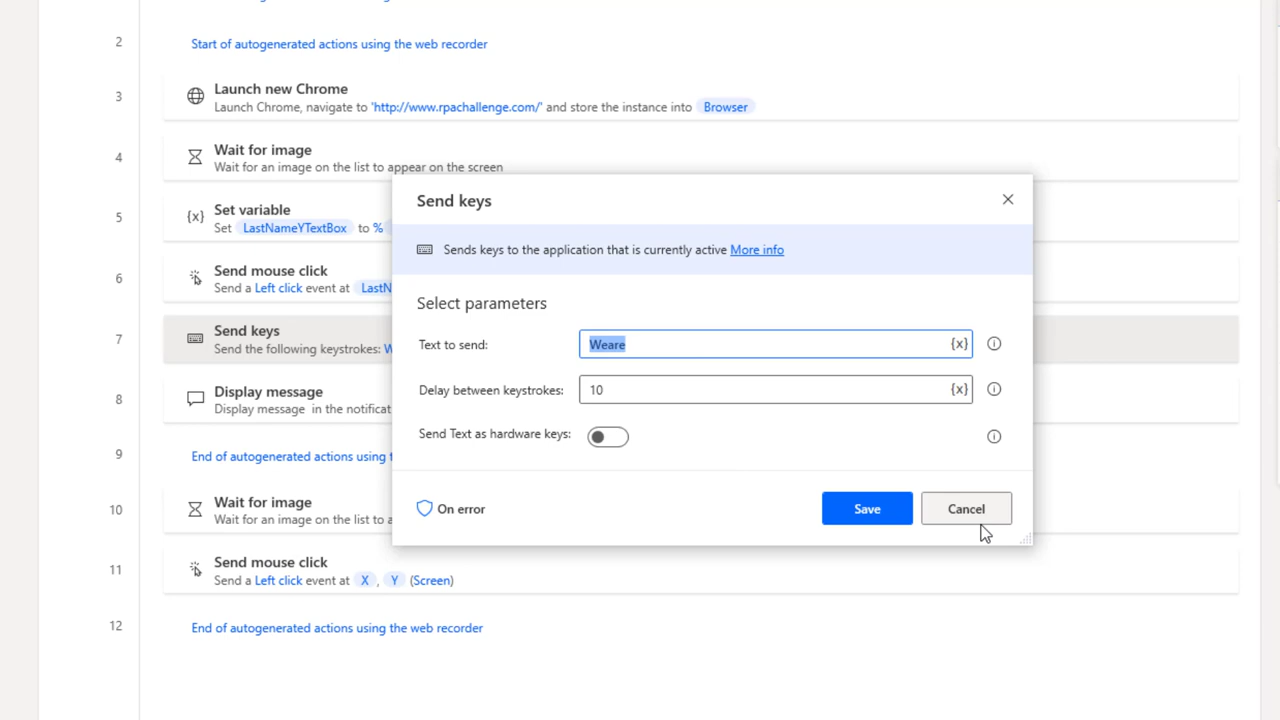 2
Start of autogenerated actions using the web recorder
3
Launch new Chrome
Launch Chrome, navigate to 'http://www.rpachallenge.com/' and store the instance into Browser
4
Wait for image
Wait for an image on the list to appear on the screen
5
{x} Set variable
Set LastNameYTextBox to %
6
Send mouse click
Send a Left click event at LastN
7
Send keys
Send the following keystrokes: W
8
Display message
Display message in the notificat
9
End of autogenerated actions using
10
Wait for image
Wait for an image on the list to a
11
Send mouse click
Send a Left click event at X , Y (Screen)
12
End of autogenerated actions using the web recorder
Send keys
Sends keys to the application that is currently active More info
Select parameters
Text to send: Weare {x}
Delay between keystrokes: 10 {x}
Send Text as hardware keys:
On error
Save
Cancel